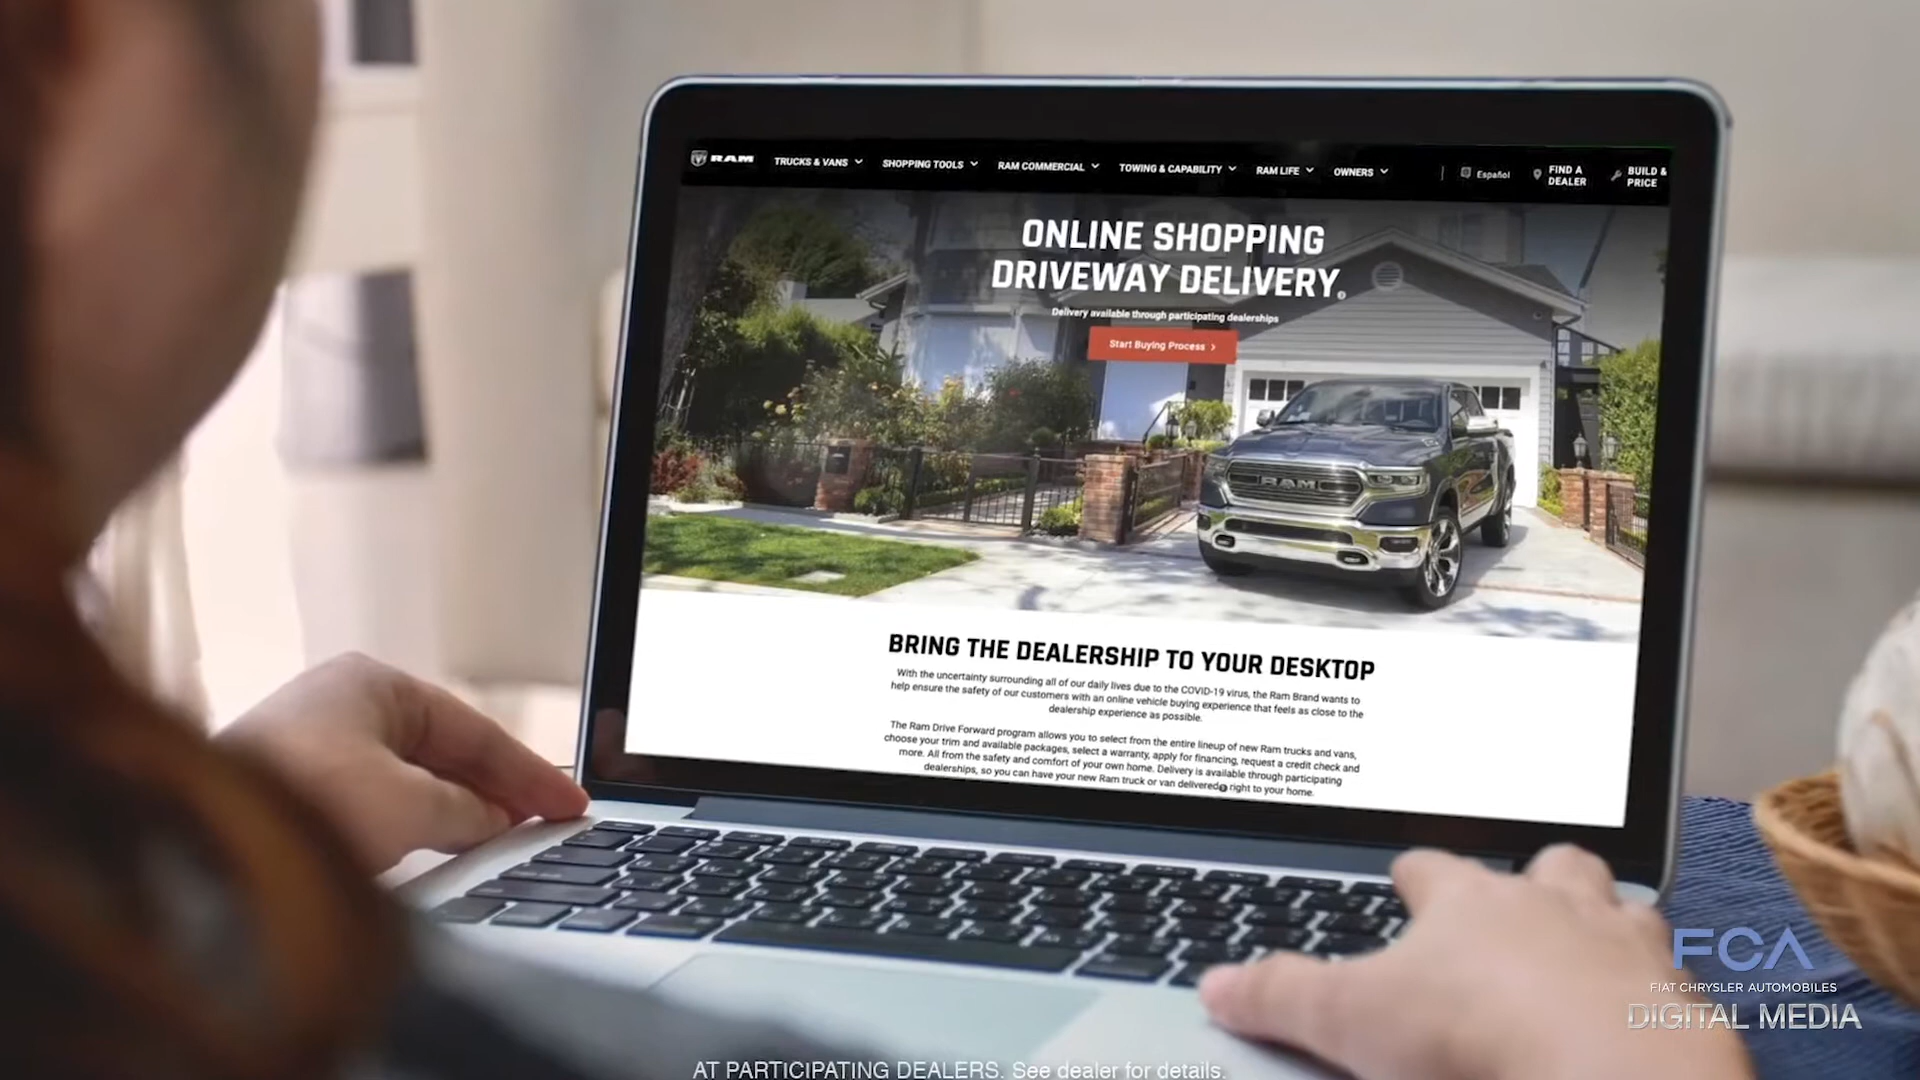 RAM
TRUCKS & VANS
SHOPPING TOOLS
RAM COMMERCIAL
TOWING & CAPABILITY
RAM LIFE
OWNERS
Español
FIND A
DEALER
BUILD &
PRICE
ONLINE SHOPPING
DRIVEWAY DELIVERY
Delivery available through participating dealerships
Start Buying Process >
RAM
BRING THE DEALERSHIP TO YOUR DESKTOP
With the uncertainty surrounding all of our daily lives due to the COVID-19 virus, the Ram Brand wants to
help ensure the safety of our customers with an online vehicle buying experience that feels as close to the
dealership experience as possible.
The Ram Drive Forward program allows you to select from the entire lineup of new Ram trucks and vans,
choose your trim and available packages, select a warranty, apply for financing, request a credit check and
more. All from the safety and comfort of your own home. Delivery is available through participating
dealerships, so you can have your new Ram truck or van delivered right to your home.
FCA
FIAT CHRYSLER AUTOMOBILES
DIGITAL MEDIA
AT PARTICIPATING DEALERS. See dealer for details.